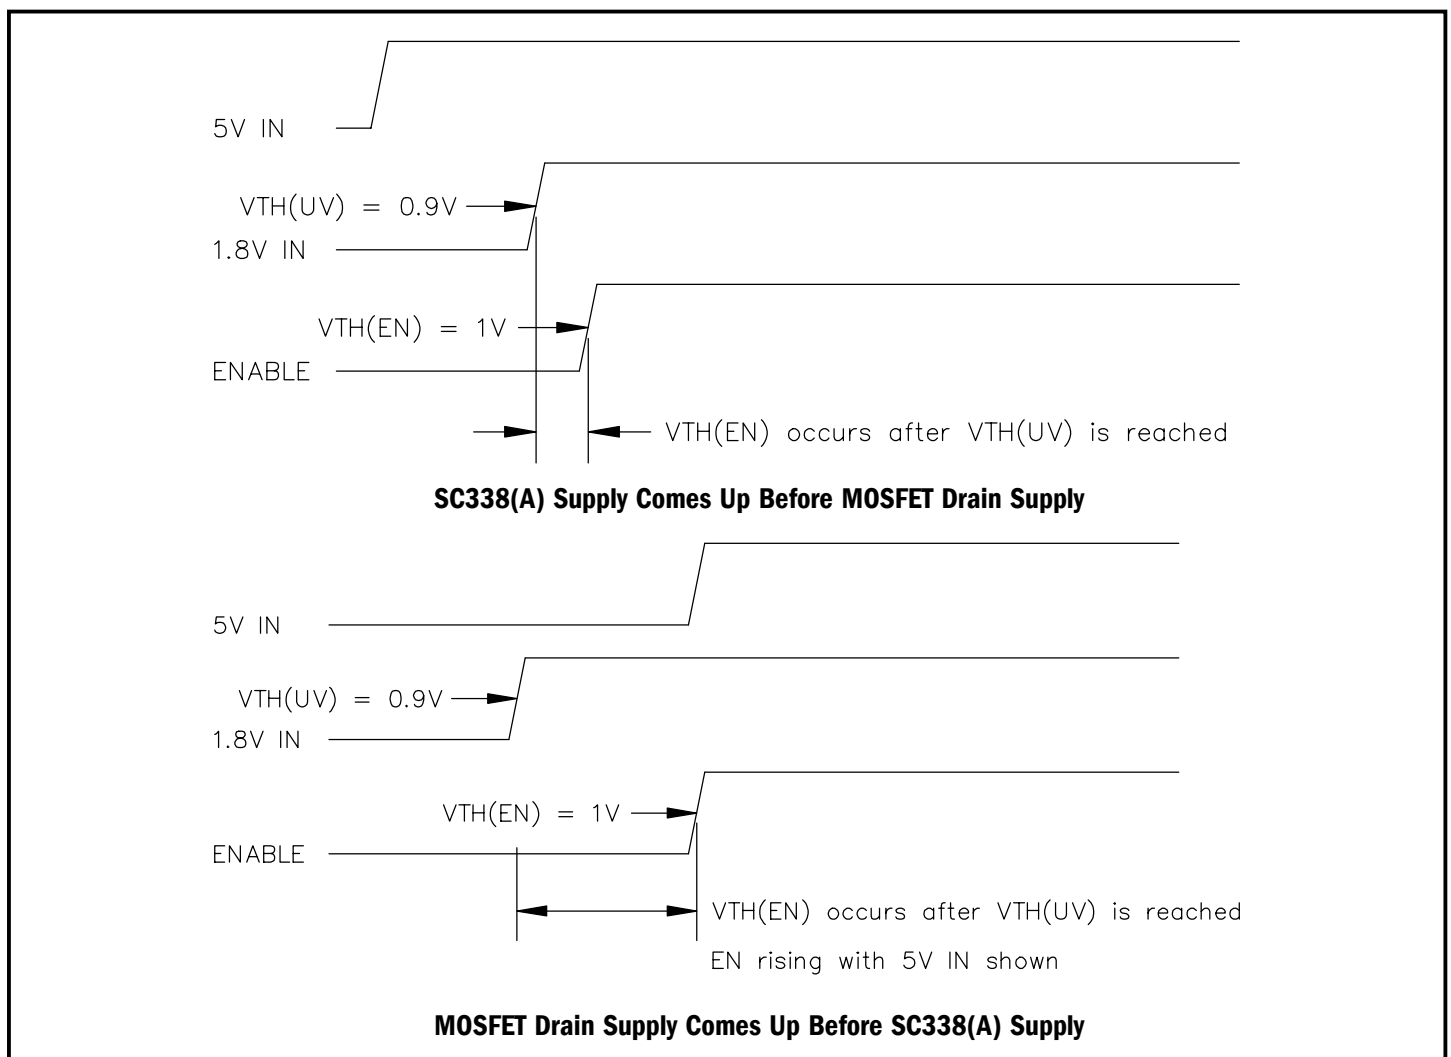 5V IN
VTH(UV) = 0.9V
1.8V IN
VTH(EN) = 1V
ENABLE
VTH(EN) occurs after VTH(UV) is reached
SC338(A) Supply Comes Up Before MOSFET Drain Supply
5V IN
VTH(UV) = 0.9V
1.8V IN
VTH(EN) = 1V
ENABLE
VTH(EN) occurs after VTH(UV) is reached
EN rising with 5V IN shown
MOSFET Drain Supply Comes Up Before SC338(A) Supply